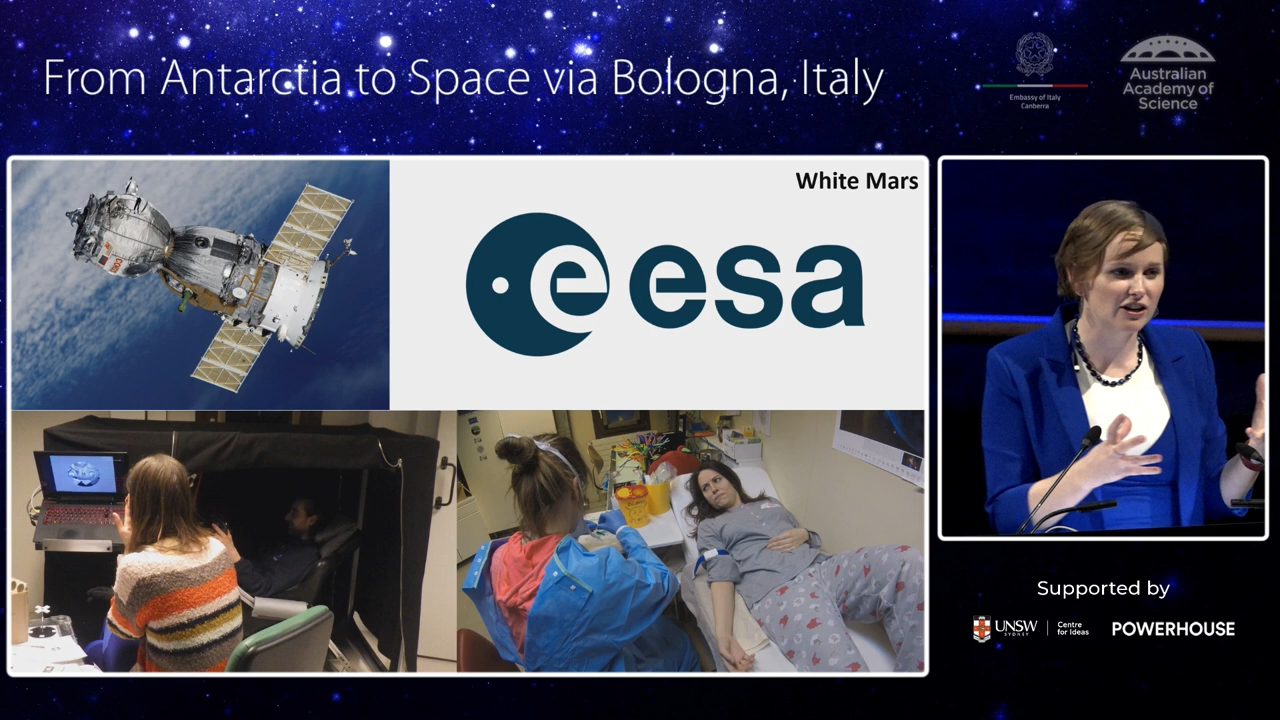 From Antarctia to Space via Bologna, Italy
Embassy of Italy
Canberra
Australian
Academy of
Science
White Mars
esa
Supported by
UNSW
SYDNEY
Centre
for Ideas
POWERHOUSE